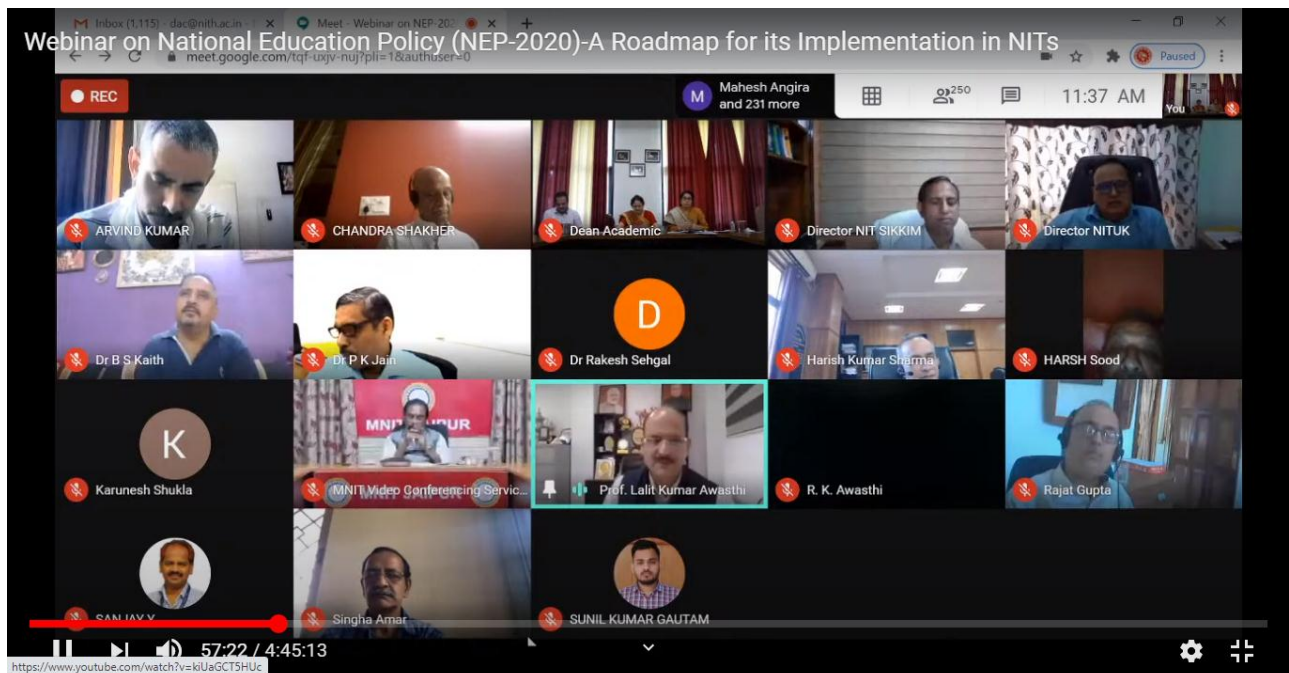 Inbox (1,115) - dac@nith.ac.in -
Meet - Webinar on NEP-202
Webinar on National Education Policy (NEP-2020)-A Roadmap for its Implementation in NITs
meet.google.com/tqf-uxjv-nuj?pli=1&authuser=0
Paused
REC
M
Mahesh Angira
and 231 more
250
11:37 AM
You
ARVIND KUMAR
CHANDRA SHAKHER
Dean Academic
Director NIT SIKKIM
Director NITUK
D
Dr B S Kaith
Dr P K Jain
Dr Rakesh Sehgal
Harish Kumar Sharma
HARSH Sood
K
Karunesh Shukla
MNIT Video Conferencing Servic...
Prof. Lalit Kumar Awasthi
R. K. Awasthi
Rajat Gupta
SANJAY Y
Singha Amar
SUNIL KUMAR GAUTAM
57:22 / 4:45:13
https://www.youtube.com/watch?v=kiUaGCT5HUc